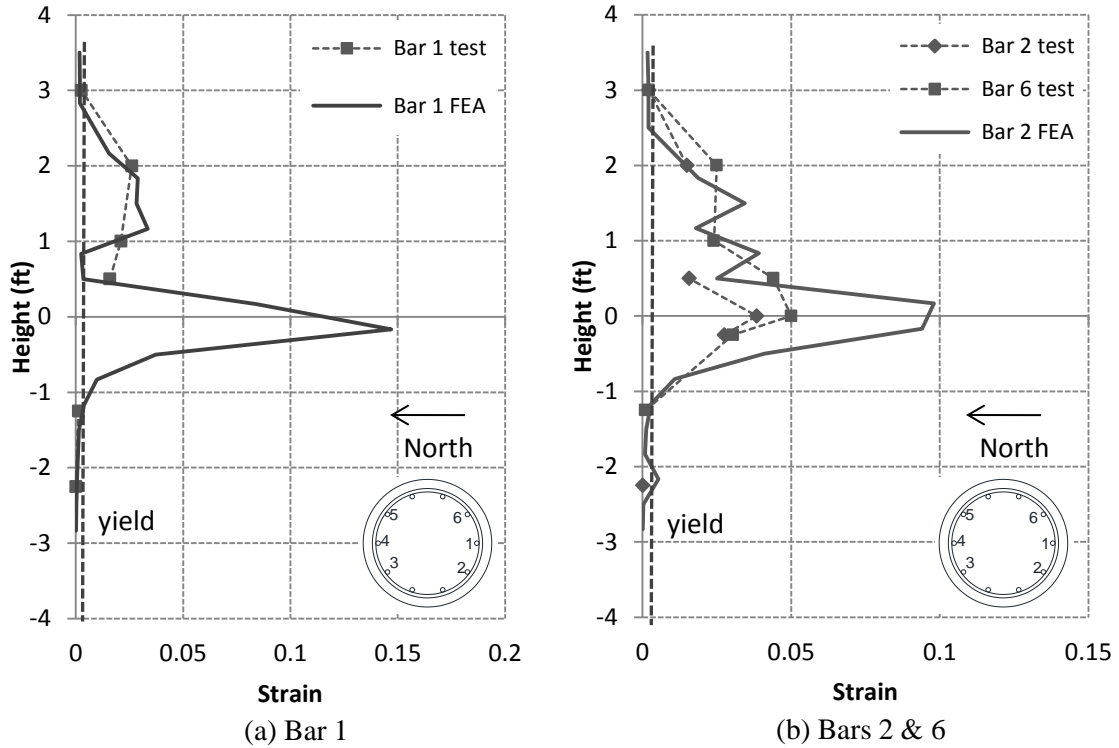 Bar 1 test
Bar 1 FEA
4
3
2
1
0
-1
-2
-3
-4
Height (ft)
North
yield
5
6
4
1
3
2
0
0.05
0.1
0.15
0.2
Strain
(a) Bar 1
Bar 2 test
Bar 6 test
Bar 2 FEA
4
3
2
1
0
-1
-2
-3
-4
Height (ft)
North
yield
5
6
4
1
3
2
0
0.05
0.1
0.15
Strain
(b) Bars 2 & 6